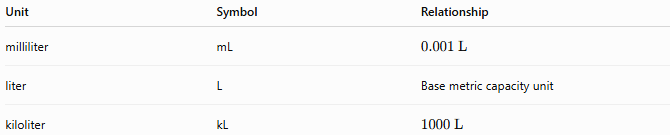 Unit Symbol Relationship
milliliter mL 0.001 L
liter L Base metric capacity unit
kiloliter kL 1000 L